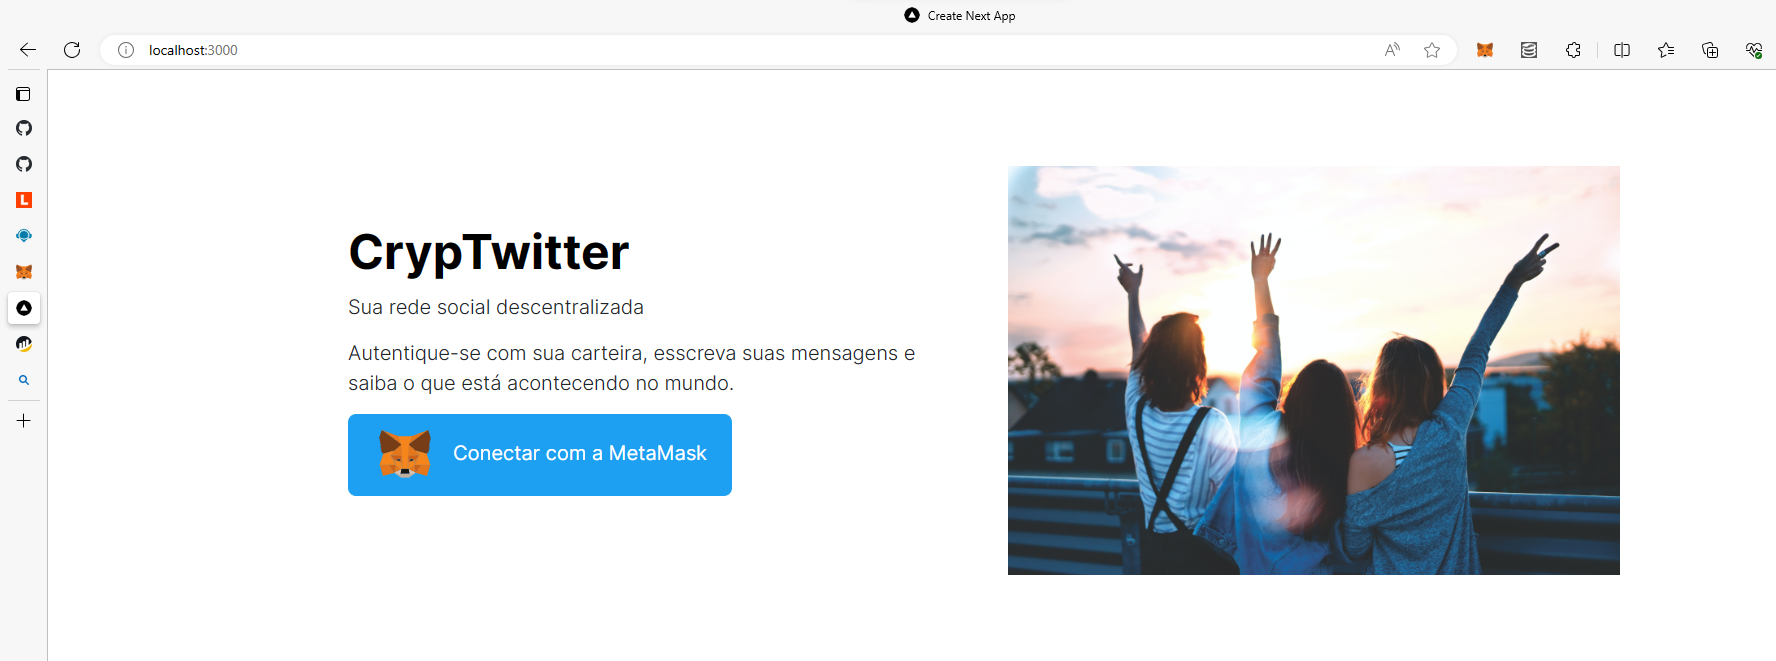 Create Next App
localhost:3000
CrypTwitter
Sua rede social descentralizada
Autentique-se com sua carteira, esscreva suas mensagens e
saiba o que está acontecendo no mundo.
Conectar com a MetaMask